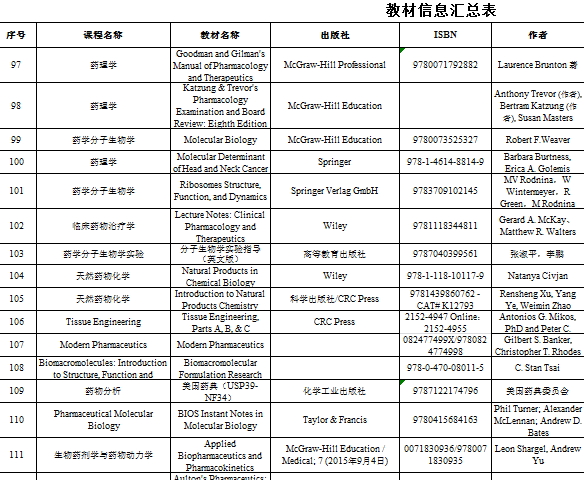 教材信息汇总表
序号 课程名称 教材名称 出版社 ISBN 作者
97 药理学 Goodman and Gilman's Manual of Pharmacology and Therapeutics McGraw-Hill Professional 9780071792882 Laurence Brunton 著
98 药理学 Katzung & Trevor's Pharmacology Examination and Board Review: Eighth Edition McGraw-Hill Education Anthony Trevor (作者), Bertram Katzung (作者), Susan Masters
99 药学分子生物学 Molecular Biology McGraw-Hill Education 9780073525327 Robert F.Weaver
100 药理学 Molecular Determinant of Head and Neck Cancer Springer 978-1-4614-8814-9 Barbara Burtness, Erica A. Golemis
101 药学分子生物学 Ribosomes Structure, Function, and Dynamics Springer Verlag GmbH 9783709102145 MV Rodnina, W Wintermeyer, R Green, M Rodnina
102 临床药物治疗学 Lecture Notes: Clinical Pharmacology and Therapeutics Wiley 9781118344811 Gerard A. McKay、Matthew R. Walters
103 药学分子生物学实验 分子生物学实验指导（英文版） 高等教育出版社 9787040399561 张淑平，李鹏
104 天然药物化学 Natural Products in Chemical Biology Wiley 978-1-118-10117-9 Natanya Civjan
105 天然药物化学 Introduction to Natural Products Chemistry 科学出版社/CRC Press 9781439860762 - CAT# K12793 Rensheng Xu, Yang Ye, Weimin Zhao
106 Tissue Engineering Tissue Engineering, Parts A, B, & C CRC Press 2152-4947 Online: 2152-4955 Antonios G. Mikos, PhD and Peter C.
107 Modern Pharmaceutics Modern Pharmaceutics 082477499X/9780824774998 Gilbert S. Banker, Christopher T. Rhodes
108 Biomacromolecules: Introduction to Structure, Function and Biomacromolecular Formulation Research 978-0-470-08011-5 C. Stan Tsai
109 药物分析 美国药典（USP39-NF34） 化学工业出版社 9787122174796 美国药典委员会
110 Pharmaceutical Molecular Biology BIOS Instant Notes in Molecular Biology Taylor & Francis 9780415684163 Phil Turner; Alexander McLennan; Andrew D. Bates
111 生物药剂学与药物动力学 Applied Biopharmaceutics and Pharmacokinetics McGraw-Hill Education / Medical; 7 (2015年9月4日) 0071830936/9780071830935 Leon Shargel, Andrew Yu
Aulton's Pharmaceutics: